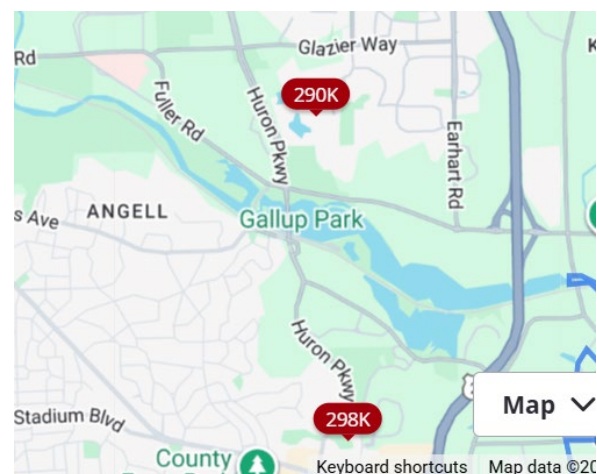 Glazier Way
K
Rd
290K
Fuller Rd
Huron Pkwy
Earhart Rd
s Ave
ANGELL
Gallup Park
Huron Pkwy
Map
Stadium Blvd
298K
County
Keyboard shortcuts
Map data ©20